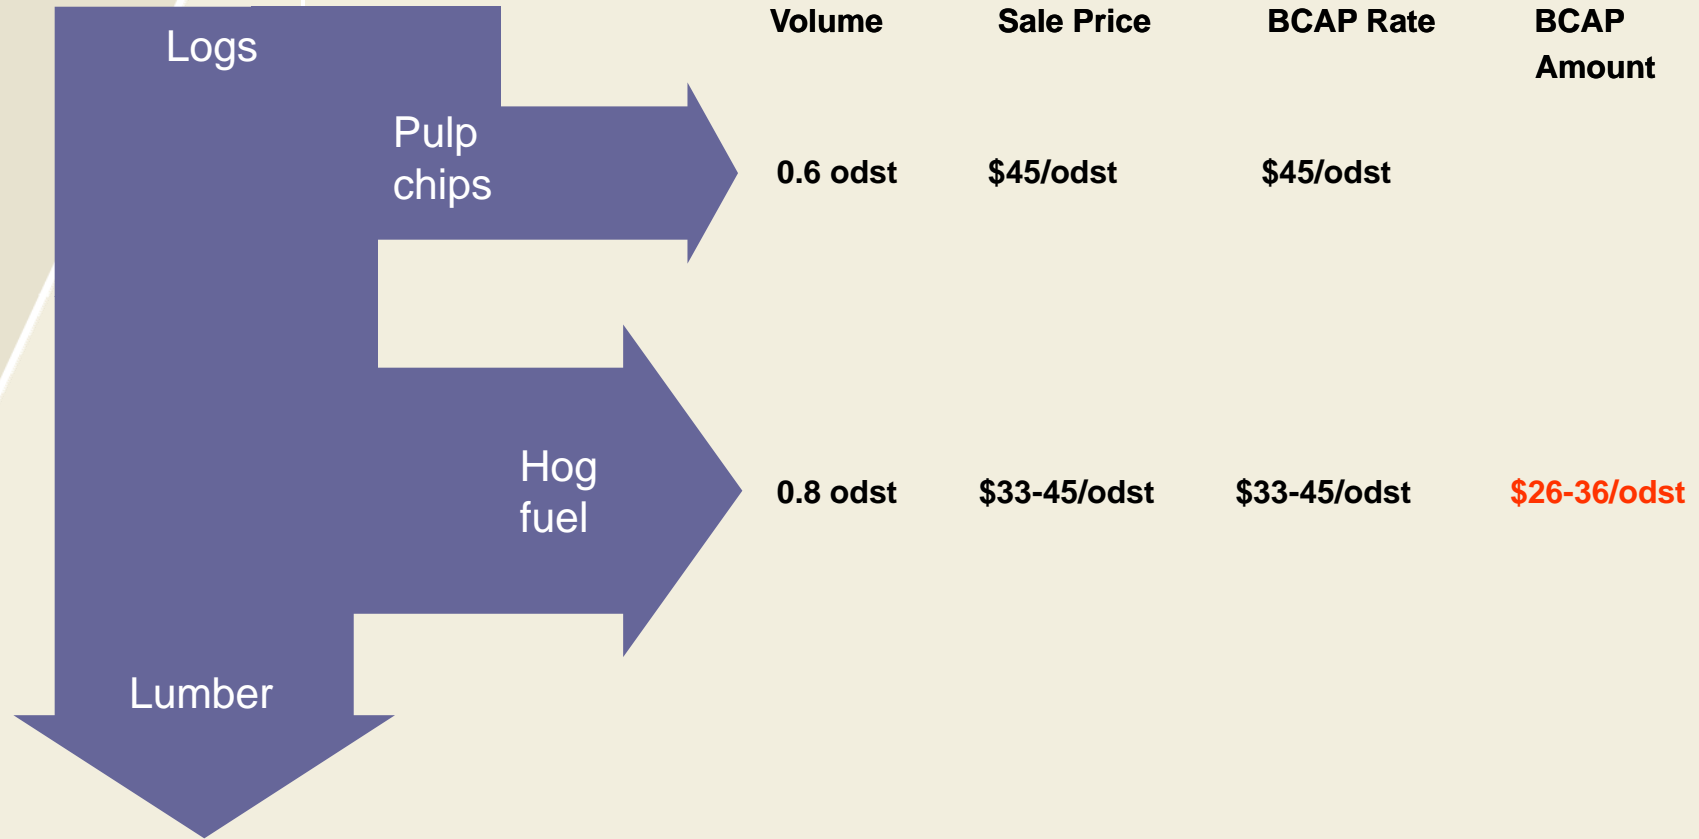 Logs
Volume Sale Price BCAP Rate BCAP
Amount
Pulp
chips
0.6 odst $45/odst $45/odst
Hog
fuel
0.8 odst $33-45/odst $33-45/odst $26-36/odst
Lumber